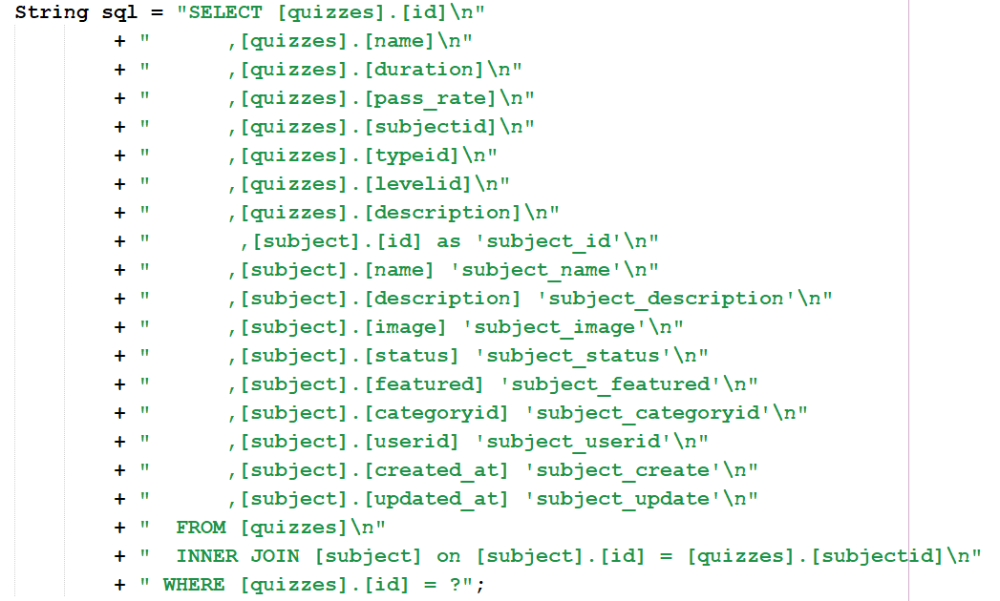 String sql = "SELECT [quizzes].[id]\n"
        + "      ,[quizzes].[name]\n"
        + "      ,[quizzes].[duration]\n"
        + "      ,[quizzes].[pass_rate]\n"
        + "      ,[quizzes].[subjectid]\n"
        + "      ,[quizzes].[typeid]\n"
        + "      ,[quizzes].[levelid]\n"
        + "      ,[quizzes].[description]\n"
        + "       ,[subject].[id] as 'subject_id'\n"
        + "      ,[subject].[name] 'subject_name'\n"
        + "      ,[subject].[description] 'subject_description'\n"
        + "      ,[subject].[image] 'subject_image'\n"
        + "      ,[subject].[status] 'subject_status'\n"
        + "      ,[subject].[featured] 'subject_featured'\n"
        + "      ,[subject].[categoryid] 'subject_categoryid'\n"
        + "      ,[subject].[userid] 'subject_userid'\n"
        + "      ,[subject].[created_at] 'subject_create'\n"
        + "      ,[subject].[updated_at] 'subject_update'\n"
        + "  FROM [quizzes]\n"
        + "  INNER JOIN [subject] on [subject].[id] = [quizzes].[subjectid]\n"
        + " WHERE [quizzes].[id] = ?";